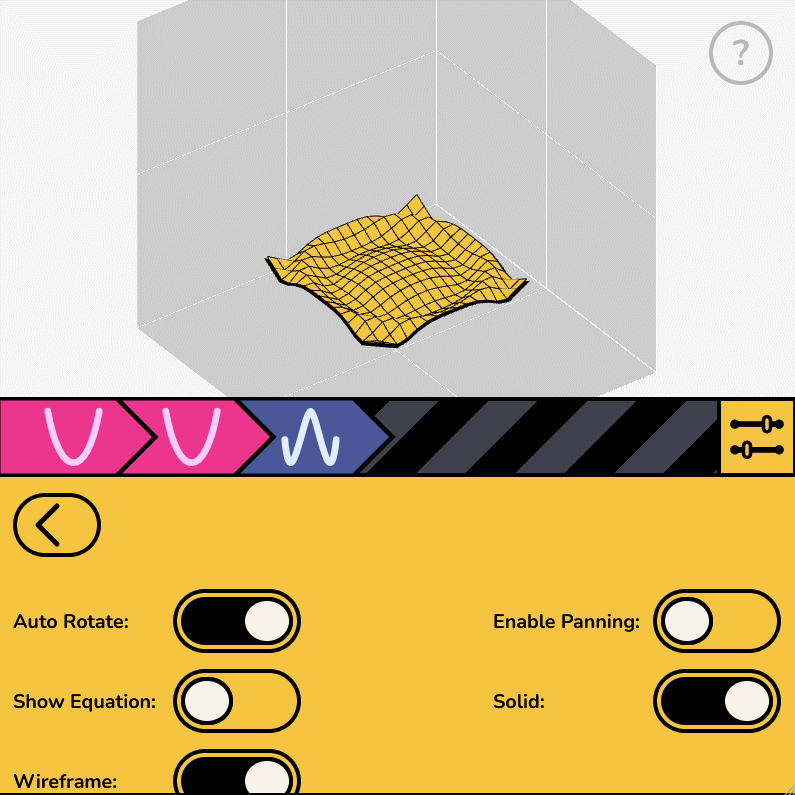 ?
Auto Rotate:
Enable Panning:
Show Equation:
Solid:
Wireframe: